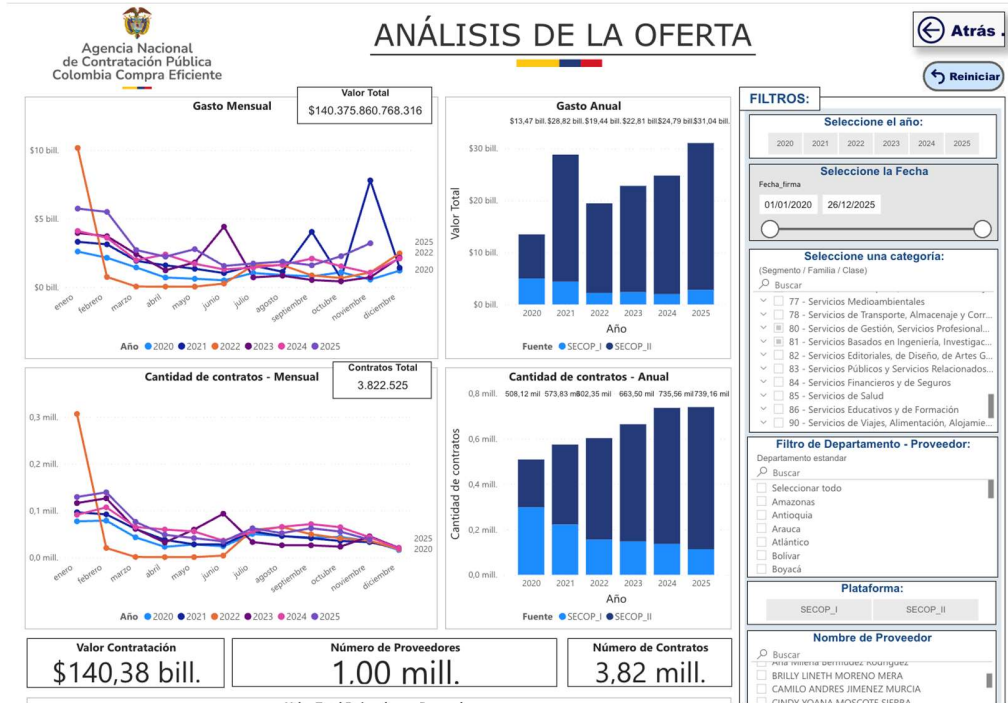 Agencia Nacional
de Contratación Pública
Colombia Compra Eficiente
ANÁLISIS DE LA OFERTA
Atrás .
Reiniciar
Gasto Mensual
Valor Total
$140.375.860.768.316
$10 bill.
$5 bill.
$0 bill.
2025
2022
2020
enero
febrero
marzo
abril
mayo
junio
julio
agosto
septiembre
octubre
noviembre
diciembre
Año 2020 2021 2022 2023 2024 2025
Gasto Anual
$13,47 bill. $28,82 bill. $19,44 bill. $22,81 bill. $24,79 bill. $31,04 bill.
Valor Total
$30 bill.
$20 bill.
$10 bill.
$0 bill.
2020 2021 2022 2023 2024 2025
Año
Fuente SECOP_I SECOP_II
Cantidad de contratos - Mensual
Contratos Total
3.822.525
0,3 mill.
0,2 mill.
0,1 mill.
0,0 mill.
2025
2020
enero
febrero
marzo
abril
mayo
junio
julio
agosto
septiembre
octubre
noviembre
diciembre
Año 2020 2021 2022 2023 2024 2025
Cantidad de contratos - Anual
508,12 mil 573,83 mil 602,35 mil 663,50 mil 735,56 mil 739,16 mil
Cantidad de contratos
0,8 mill.
0,6 mill.
0,4 mill.
0,2 mill.
0,0 mill.
2020 2021 2022 2023 2024 2025
Año
Fuente SECOP_I SECOP_II
Valor Contratación
$140,38 bill.
Número de Proveedores
1,00 mill.
Número de Contratos
3,82 mill.
FILTROS:
Seleccione el año:
2020 2021 2022 2023 2024 2025
Seleccione la Fecha
Fecha_firma
01/01/2020 26/12/2025
Seleccione una categoría:
(Segmento / Familia / Clase)
Buscar
77 - Servicios Medioambientales
78 - Servicios de Transporte, Almacenaje y Corr...
80 - Servicios de Gestión, Servicios Profesional...
81 - Servicios Basados en Ingeniería, Investigac...
82 - Servicios Editoriales, de Diseño, de Artes G...
83 - Servicios Públicos y Servicios Relacionados...
84 - Servicios Financieros y de Seguros
85 - Servicios de Salud
86 - Servicios Educativos y de Formación
90 - Servicios de Viajes, Alimentación, Alojamie...
Filtro de Departamento - Proveedor:
Departamento estandar
Buscar
Seleccionar todo
Amazonas
Antioquia
Arauca
Atlántico
Bolívar
Boyacá
Plataforma:
SECOP_I SECOP_II
Nombre de Proveedor
Buscar
Ana Milena Bermudez Rodriguez
BRILLY LINETH MORENO MERA
CAMILO ANDRES JIMENEZ MURCIA
CINDY YOANA MOSCOTE SIERRA